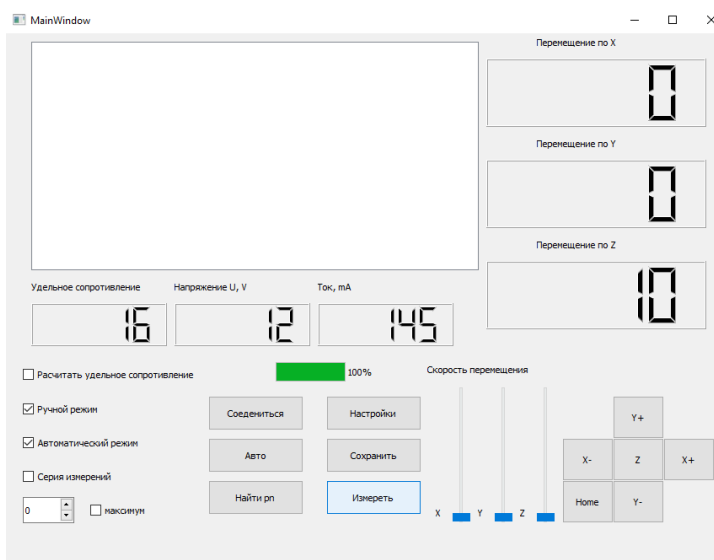 MainWindow
Перемещение по X
0
Перемещение по Y
0
Перемещение по Z
10
Удельное сопротивление Напряжение U, V Ток, mA
16 12 145
Расчитать удельное сопротивление 100% Скорость перемещения
Ручной режим Соедениться Настройки Y+
Автоматический режим Авто Сохранить X- Z X+
Серия измерений
Найти pn Измереть Home Y-
0 максимум X Y Z